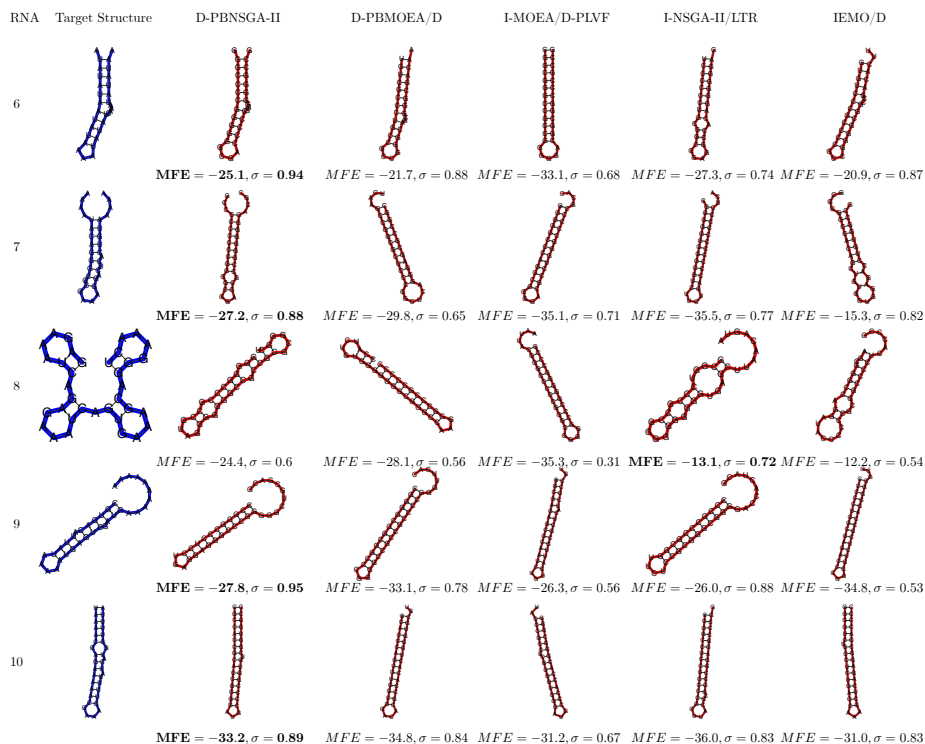 RNA Target Structure D-PBNSGA-II D-PBMOEA/D I-MOEA/D-PLVF I-NSGA-II/LTR IEMO/D
6
MFE = −25.1, σ = 0.94 MFE = −21.7, σ = 0.88 MFE = −33.1, σ = 0.68 MFE = −27.3, σ = 0.74 MFE = −20.9, σ = 0.87
7
MFE = −27.2, σ = 0.88 MFE = −29.8, σ = 0.65 MFE = −35.1, σ = 0.71 MFE = −35.5, σ = 0.77 MFE = −15.3, σ = 0.82
8
MFE = −24.4, σ = 0.6 MFE = −28.1, σ = 0.56 MFE = −35.3, σ = 0.31 MFE = −13.1, σ = 0.72 MFE = −12.2, σ = 0.54
9
MFE = −27.8, σ = 0.95 MFE = −33.1, σ = 0.78 MFE = −26.3, σ = 0.56 MFE = −26.0, σ = 0.88 MFE = −34.8, σ = 0.53
10
MFE = −33.2, σ = 0.89 MFE = −34.8, σ = 0.84 MFE = −31.2, σ = 0.67 MFE = −36.0, σ = 0.83 MFE = −31.0, σ = 0.83